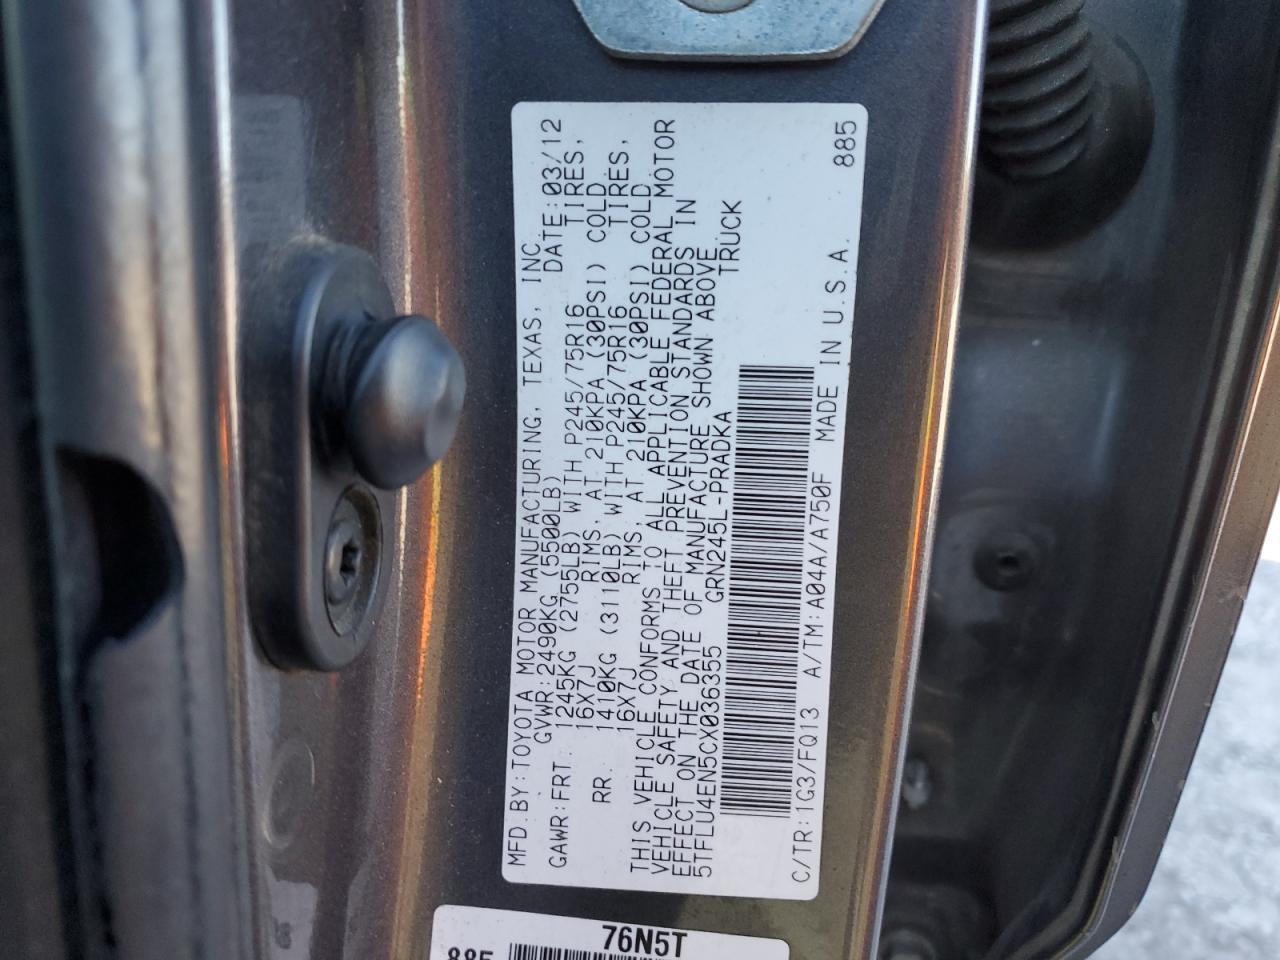 MFD.BY:TOYOTA MOTOR MANUFACTURING, TEXAS, INC.
GVWR:2490KG (5500LB) DATE:03/12
GAWR:FRT. 1245KG (2755LB) WITH P245/75R16 TIRES,
16X7J RIMS, AT 210KPA (30PSI) COLD
RR. 1410KG (3110LB) WITH P245/75R16 TIRES,
16X7J RIMS, AT 210KPA (30PSI) COLD
THIS VEHICLE CONFORMS TO ALL APPLICABLE FEDERAL MOTOR
VEHICLE SAFETY AND THEFT PREVENTION STANDARDS IN
EFFECT ON THE DATE OF MANUFACTURE SHOWN ABOVE.
5TFLU4EN5CX036355 GRN245L-PRADKA TRUCK
C/TR:1G3/FQ13 A/TM:A04A/A750F MADE IN U.S.A. 885
76N5T
885